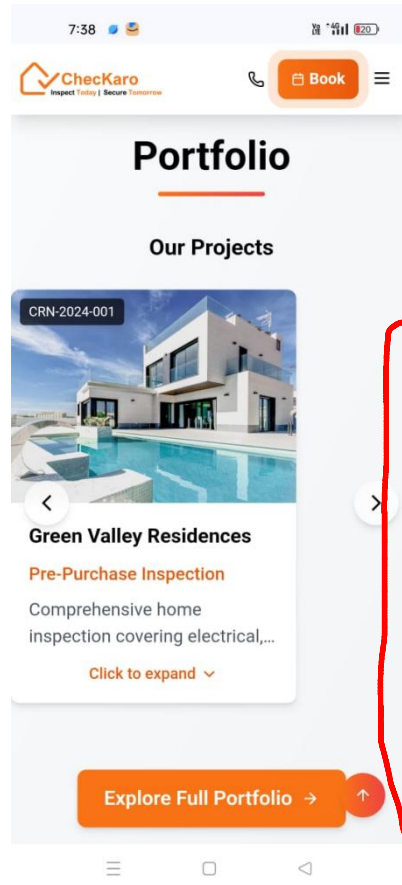 7:38
20
ChecKaro
Inspect Today | Secure Tomorrow
Book
Portfolio
Our Projects
CRN-2024-001
Green Valley Residences
Pre-Purchase Inspection
Comprehensive home
inspection covering electrical,...
Click to expand
Explore Full Portfolio